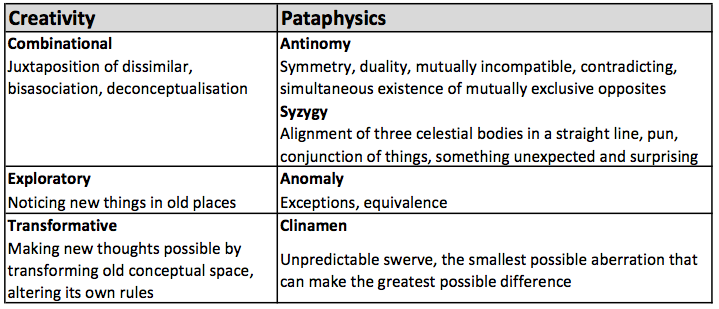 Creativity
Pataphysics
Combinational
Juxtaposition of dissimilar,
bisasociation, deconceptualisation
Antinomy
Symmetry, duality, mutually incompatible, contradicting,
simultaneous existence of mutually exclusive opposites
Syzygy
Alignment of three celestial bodies in a straight line, pun,
conjunction of things, something unexpected and surprising
Exploratory
Noticing new things in old places
Anomaly
Exceptions, equivalence
Transformative
Making new thoughts possible by
transforming old conceptual space,
altering its own rules
Clinamen
Unpredictable swerve, the smallest possible aberration that
can make the greatest possible difference